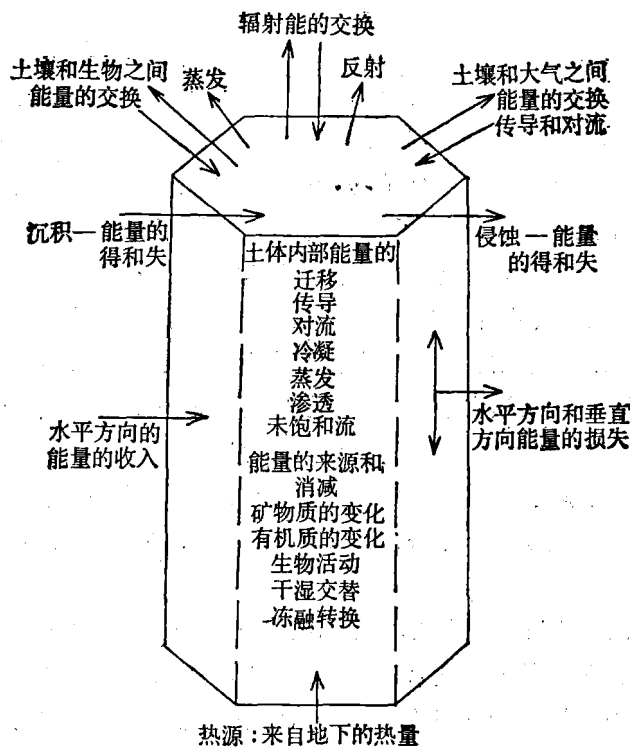 辐射能的交换
土壤和生物之间
能量的交换
蒸发
反射
土壤和大气之间
能量的交换
传导和对流
沉积—能量的
得和失
侵蚀—能量
的得和失
土体内部能量的
迁移
传导
对流
冷凝
蒸发
渗透
未饱和流
能量的来源和
消减
矿物质的变化
有机质的变化
生物活动
干湿交替
冻融转换
水平方向的
能量的收入
水平方向和垂直
方向能量的损失
热源:来自地下的热量